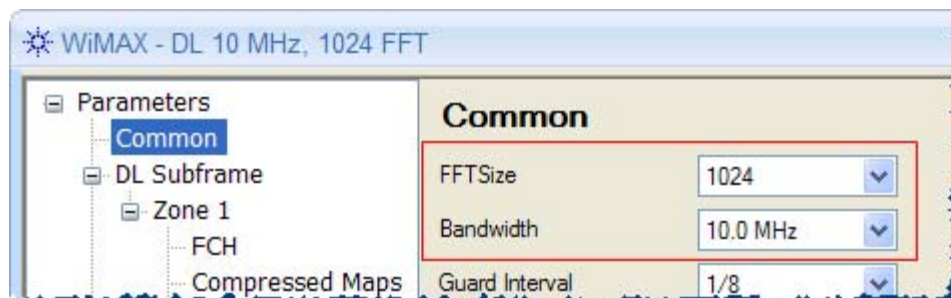 WiMAX - DL 10 MHz, 1024 FFT
Parameters
Common
DL Subframe
Zone 1
FCH
Compressed Maps
Common
FFTSize 1024
Bandwidth 10.0 MHz
Guard Interval 1/8